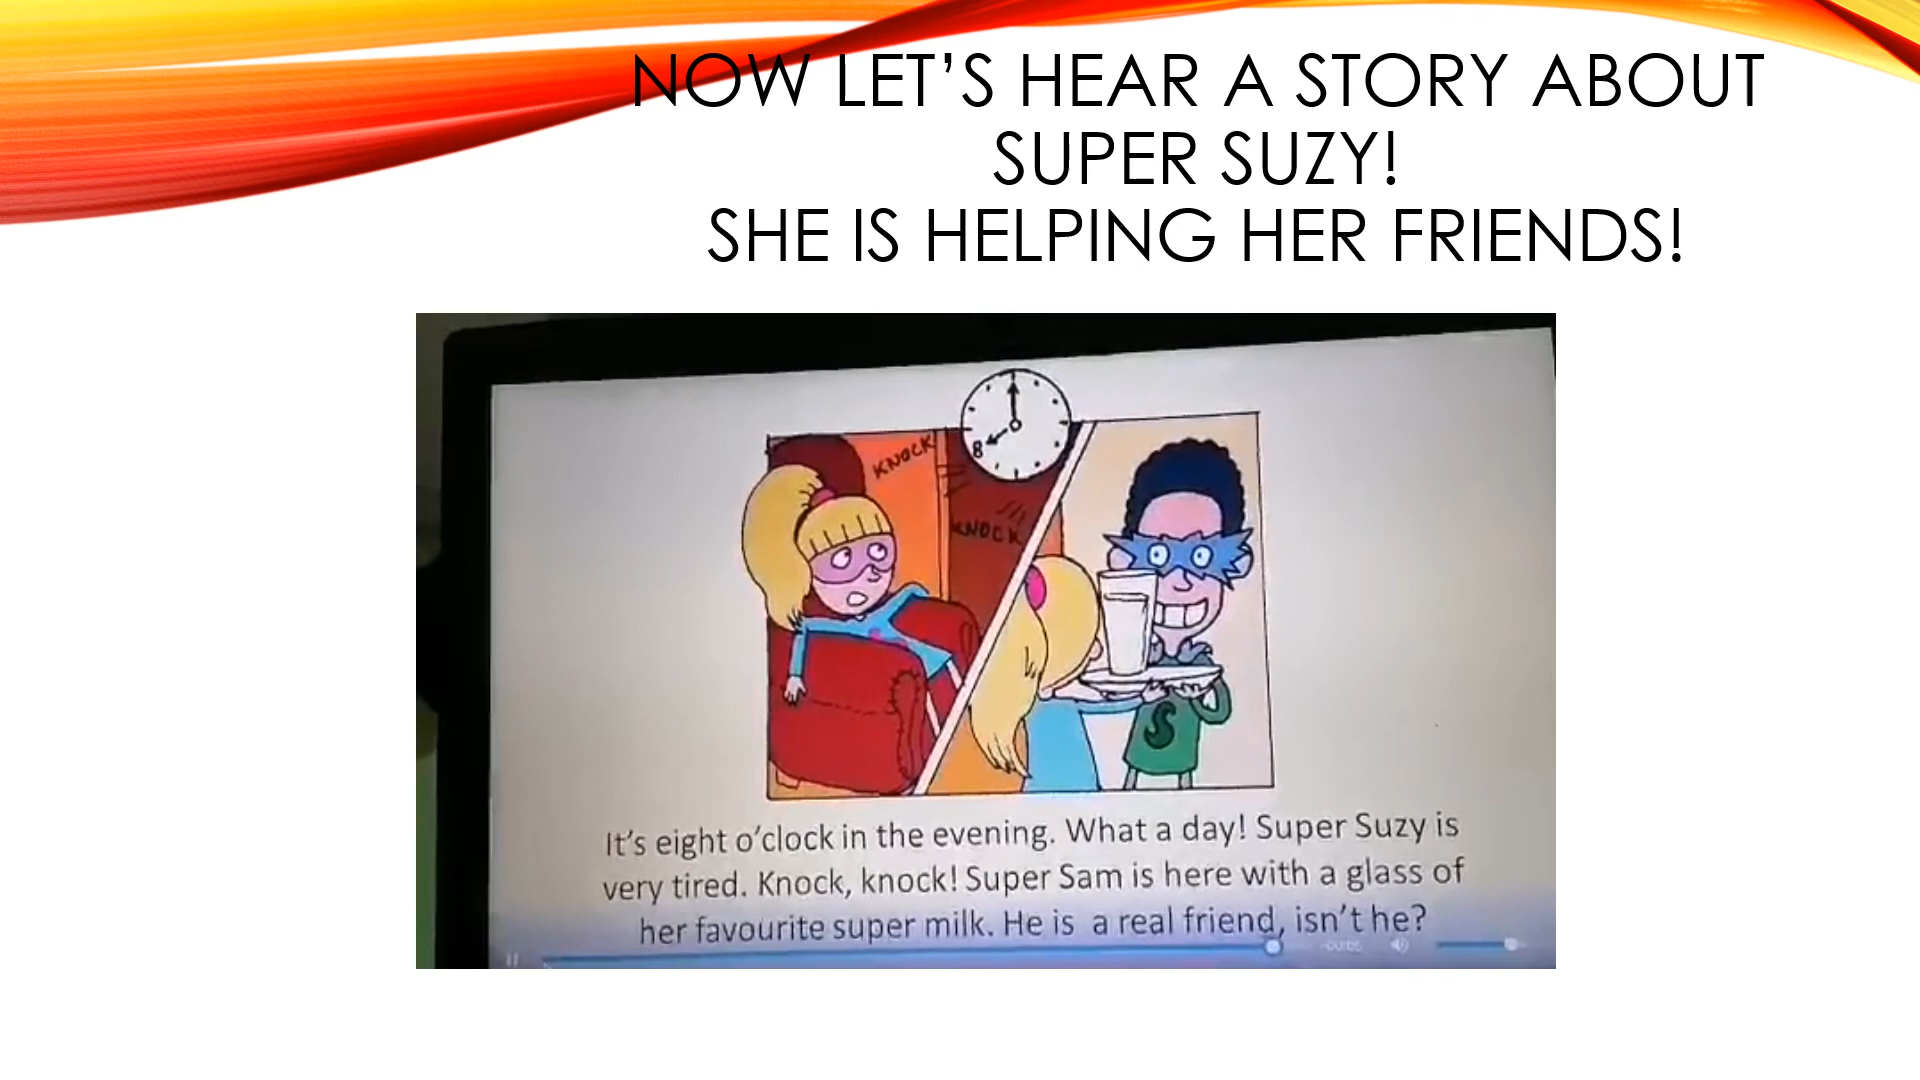 NOW LET’S HEAR A STORY ABOUT
SUPER SUZY!
SHE IS HELPING HER FRIENDS!
KNOCK
KNOCK
8
S
It’s eight o’clock in the evening. What a day! Super Suzy is
very tired. Knock, knock! Super Sam is here with a glass of
her favourite super milk. He is a real friend, isn’t he?